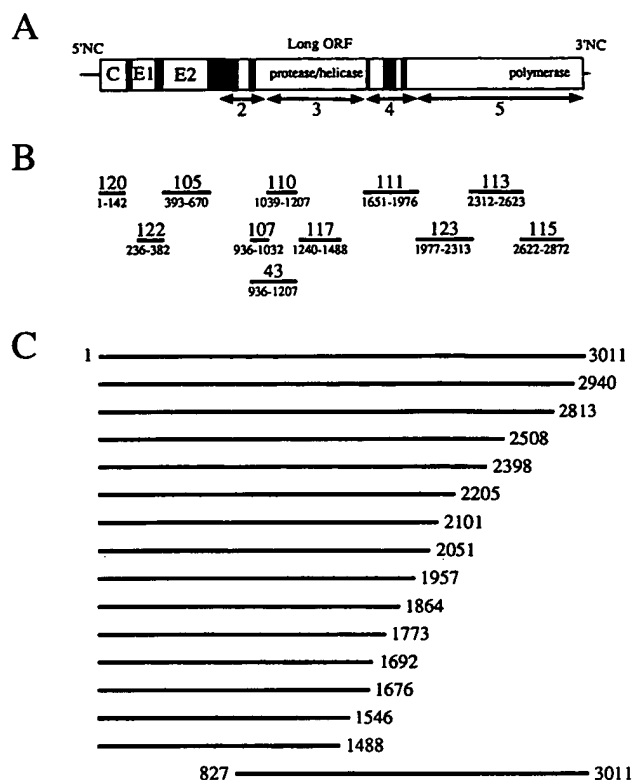 A
5'NC
Long ORF
3'NC
C E1 E2 protease/helicase polymerase
2 3 4 5
B
120 105 110 111 113
1-142 393-670 1039-1207 1651-1976 2312-2623
122 107 117 123 115
236-382 936-1032 1240-1488 1977-2313 2622-2872
43
936-1207
C
1 3011
2940
2813
2508
2398
2205
2101
2051
1957
1864
1773
1692
1676
1546
1488
827 3011